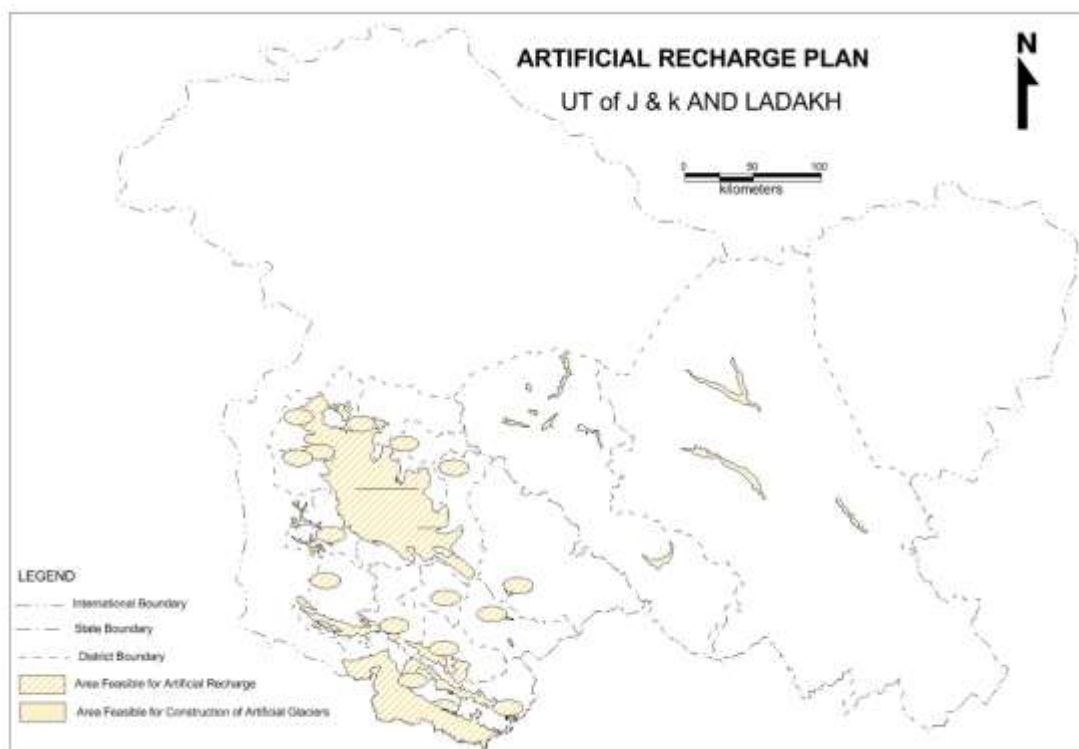 ARTIFICIAL RECHARGE PLAN
UT of J & k AND LADAKH
N
0 50 100
kilometers
LEGEND
International Boundary
State Boundary
District Boundary
Area Feasible for Artificial Recharge
Area Feasible for Construction of Artificial Glaciers